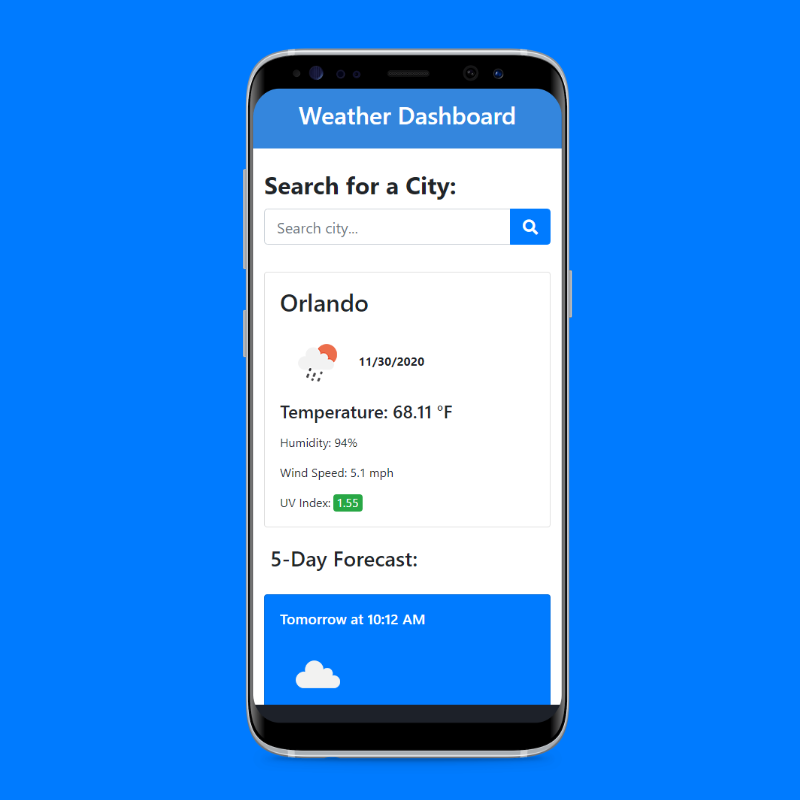 Weather Dashboard
Search for a City:
Search city...
Orlando
11/30/2020
Temperature: 68.11 °F
Humidity: 94%
Wind Speed: 5.1 mph
UV Index: 1.55
5-Day Forecast:
Tomorrow at 10:12 AM